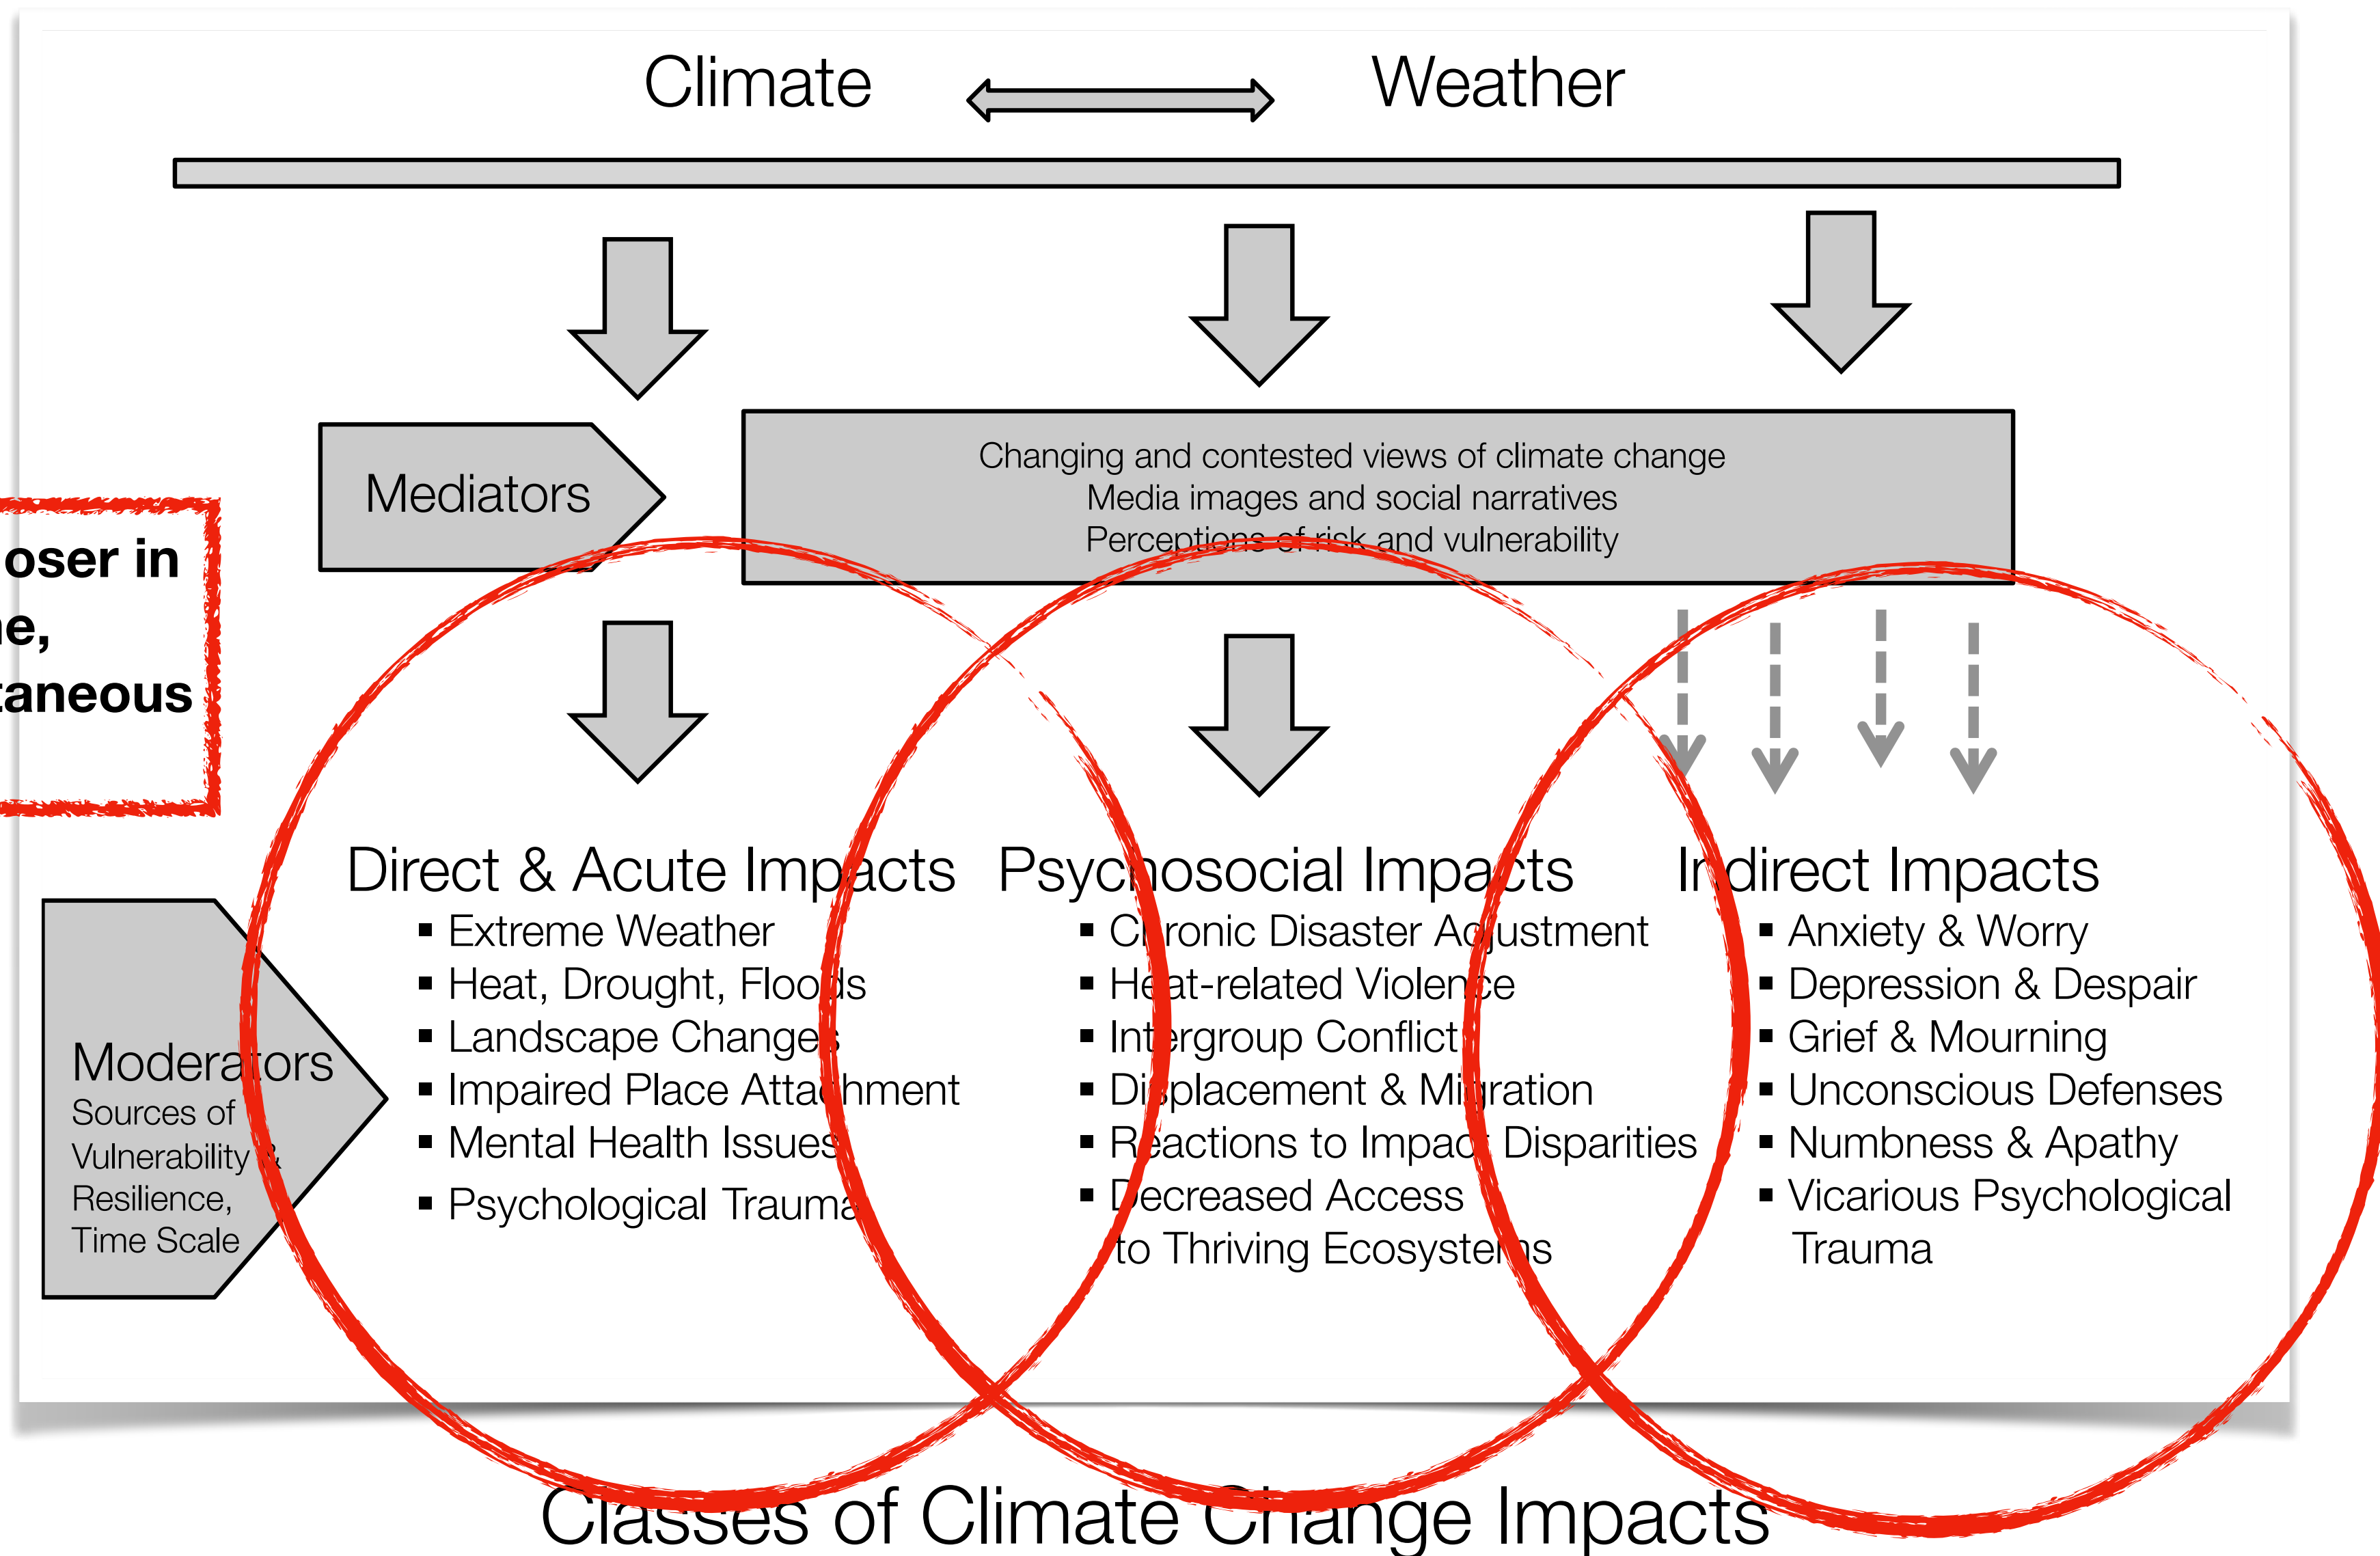 Climate
Weather
Mediators
Changing and contested views of climate change
Media images and social narratives
Perceptions of risk and vulnerability
Direct & Acute Impacts
▪ Extreme Weather
▪ Heat, Drought, Floods
▪ Landscape Changes
▪ Impaired Place Attachment
▪ Mental Health Issues
▪ Psychological Trauma
Psychosocial Impacts
▪ Chronic Disaster Adjustment
▪ Heat-related Violence
▪ Intergroup Conflict
▪ Displacement & Migration
▪ Reactions to Impact Disparities
▪ Decreased Access
to Thriving Ecosystems
Indirect Impacts
▪ Anxiety & Worry
▪ Depression & Despair
▪ Grief & Mourning
▪ Unconscious Defenses
▪ Numbness & Apathy
▪ Vicarious Psychological
Trauma
Moderators
Sources of
Vulnerability &
Resilience,
Time Scale
in
Classes of Climate Change Impacts